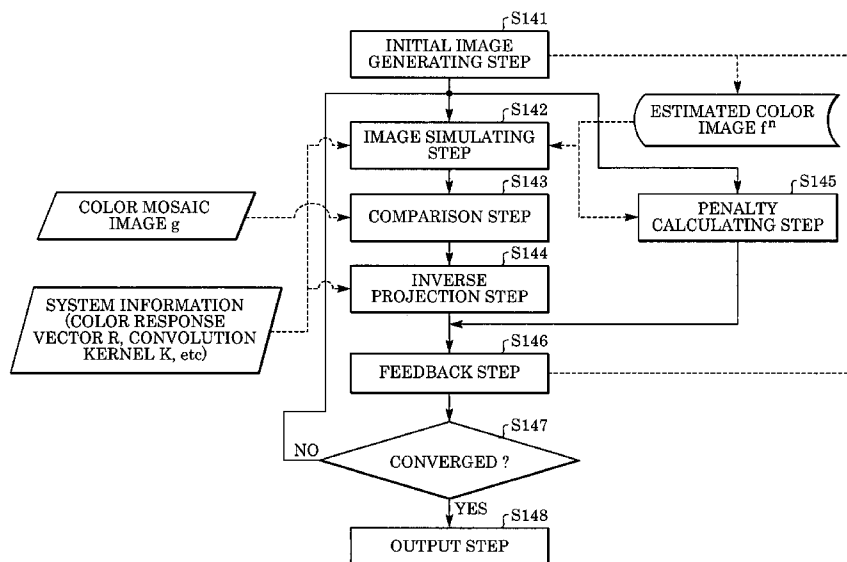 S141
INITIAL IMAGE
GENERATING STEP
S142
IMAGE SIMULATING
STEP
ESTIMATED COLOR
IMAGE fⁿ
S143
COMPARISON STEP
COLOR MOSAIC
IMAGE g
S145
PENALTY
CALCULATING STEP
S144
INVERSE
PROJECTION STEP
SYSTEM INFORMATION
(COLOR RESPONSE
VECTOR R, CONVOLUTION
KERNEL K, etc)
S146
FEEDBACK STEP
S147
CONVERGED ?
NO
YES
S148
OUTPUT STEP